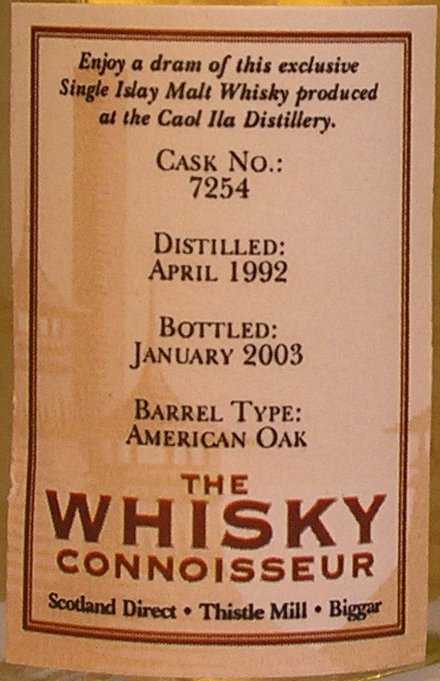 Enjoy a dram of this exclusive
Single Islay Malt Whisky produced
at the Caol Ila Distillery.
CASK NO.:
7254
DISTILLED:
APRIL 1992
BOTTLED:
JANUARY 2003
BARREL TYPE:
AMERICAN OAK
THE
WHISKY
CONNOISSEUR
Scotland Direct • Thistle Mill • Biggar